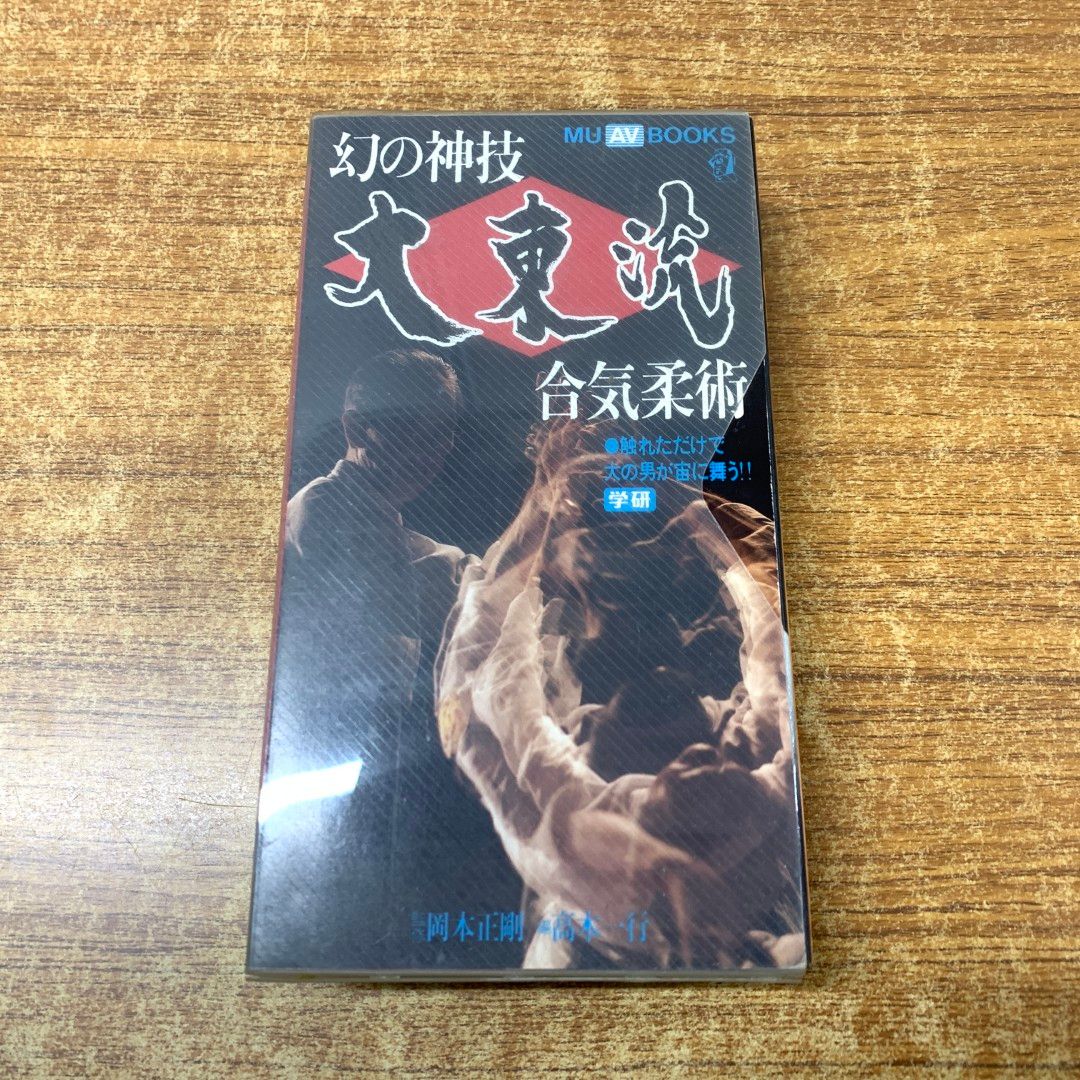 MU AV BOOKS
幻の神技
大東流
合気柔術
●触れただけで
大の男が宙に舞う!!
学研
岡本正剛 高木一行